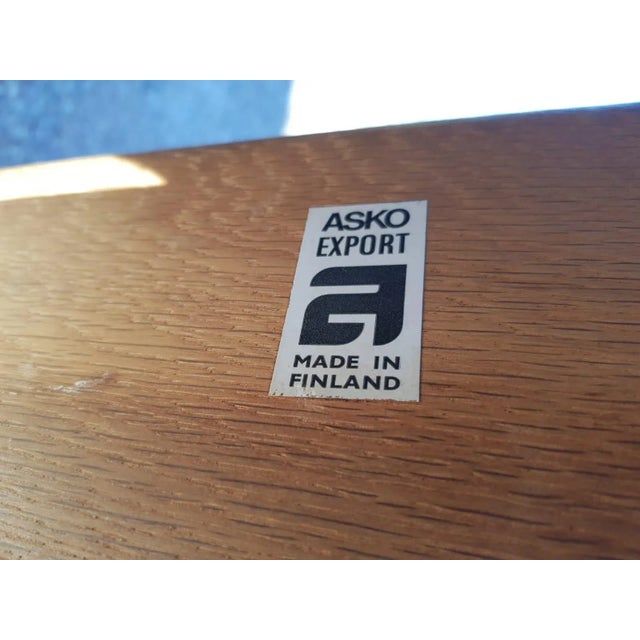 ASKO
EXPORT
a
MADE IN
FINLAND